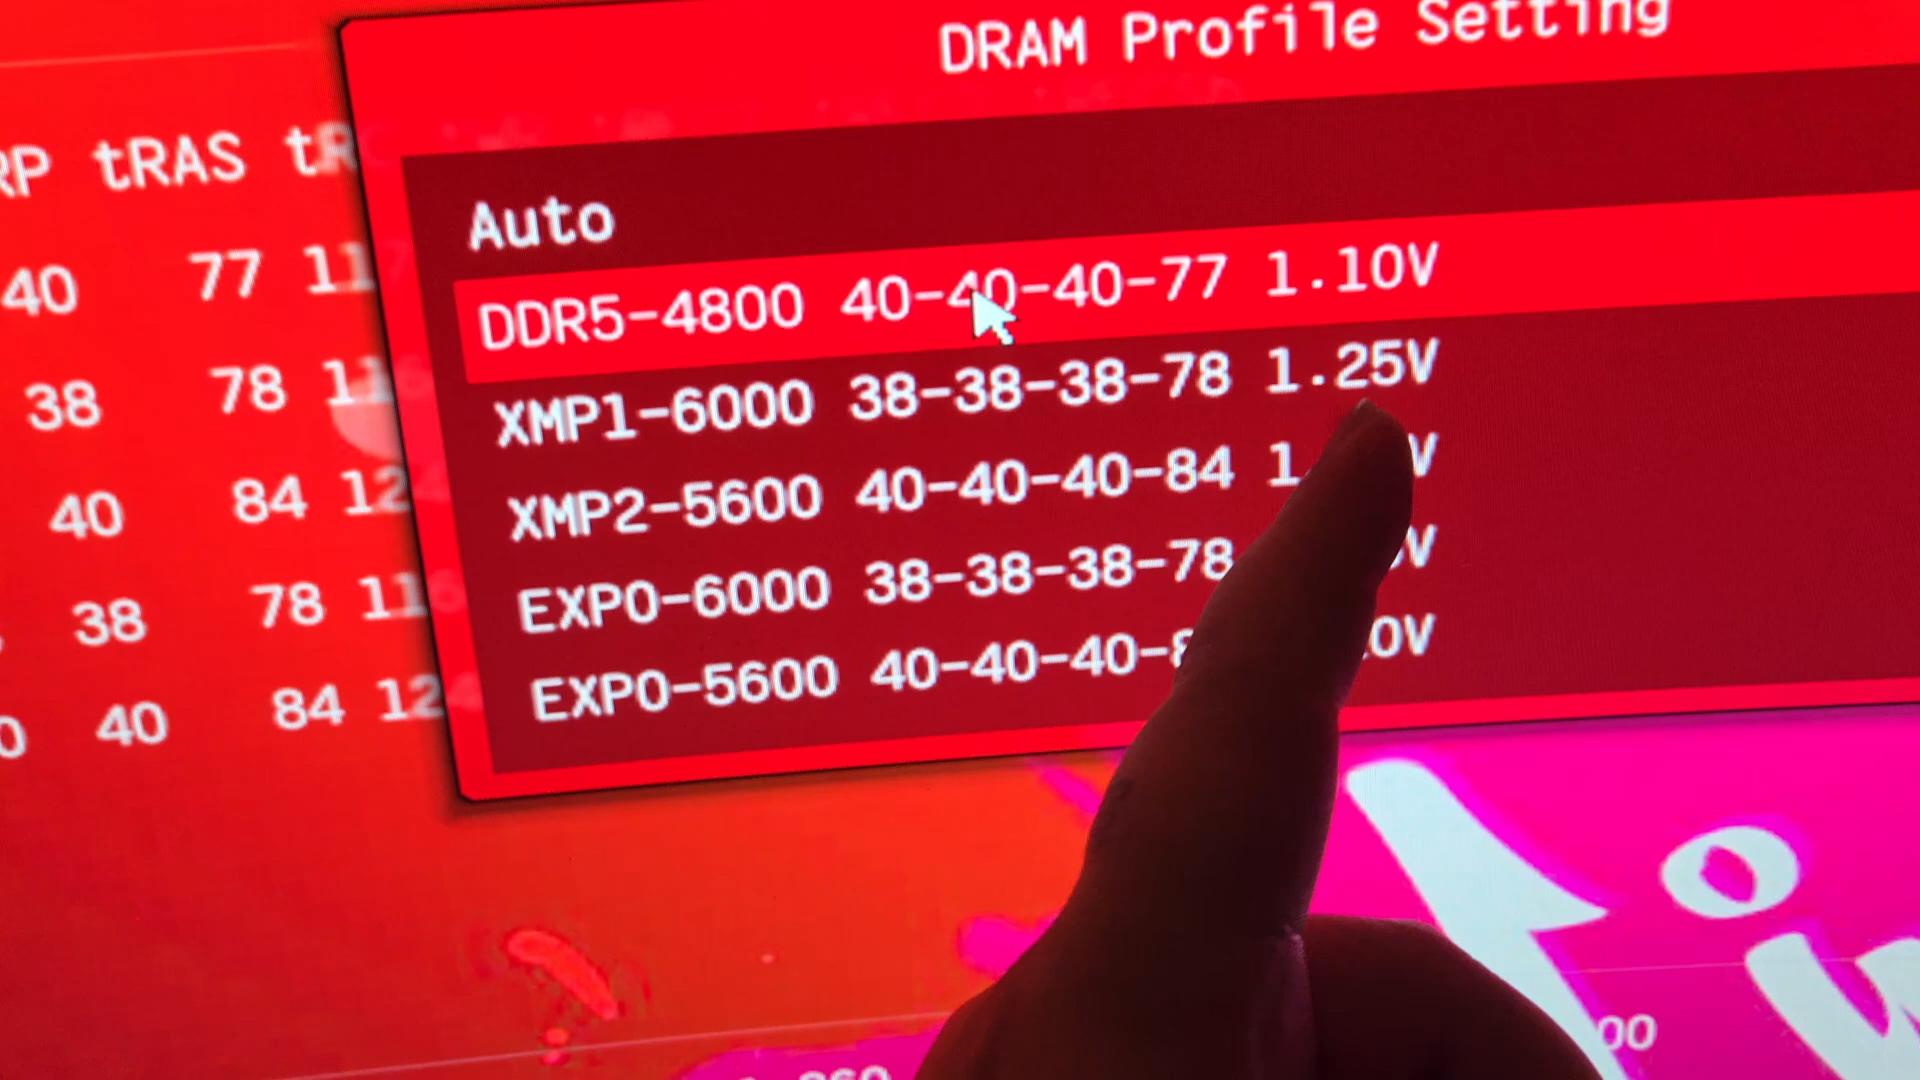 DRAM Profile Setting
tRAS
Auto
40 77
DDR5-4800 40-40-40-77 1.10V
38 78
XMP1-6000 38-38-38-78 1.25V
40 84
XMP2-5600 40-40-40-84
38 78
EXPO-6000 38-38-38-78
40 84
EXPO-5600 40-40-40-